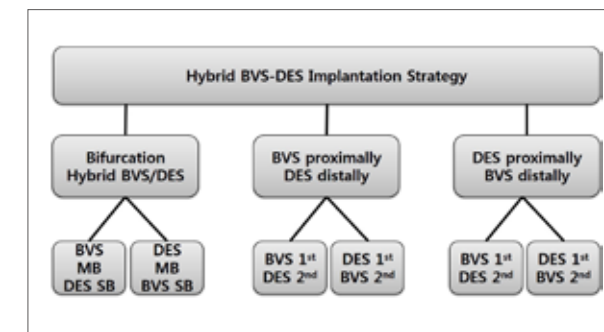 Hybrid BVS-DES Implantation Strategy
Bifurcation
Hybrid BVS/DES
BVS proximally
DES distally
DES proximally
BVS distally
BVS
MB
DES SB
DES
MB
BVS SB
BVS 1st
DES 2nd
DES 1st
BVS 2nd
BVS 1st
DES 2nd
DES 1st
BVS 2nd